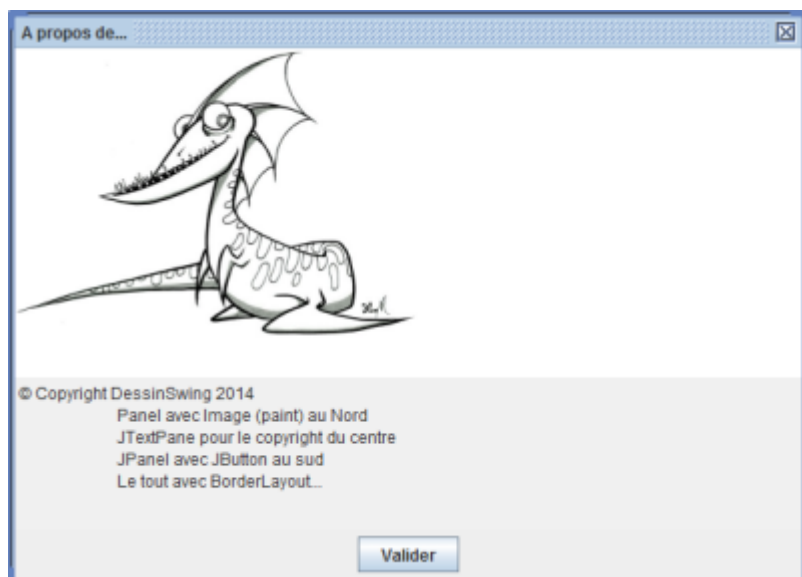 A propos de...
© Copyright DessinSwing 2014
Panel avec Image (paint) au Nord
JTextPane pour le copyright du centre
JPanel avec JButton au sud
Le tout avec BorderLayout...
Valider